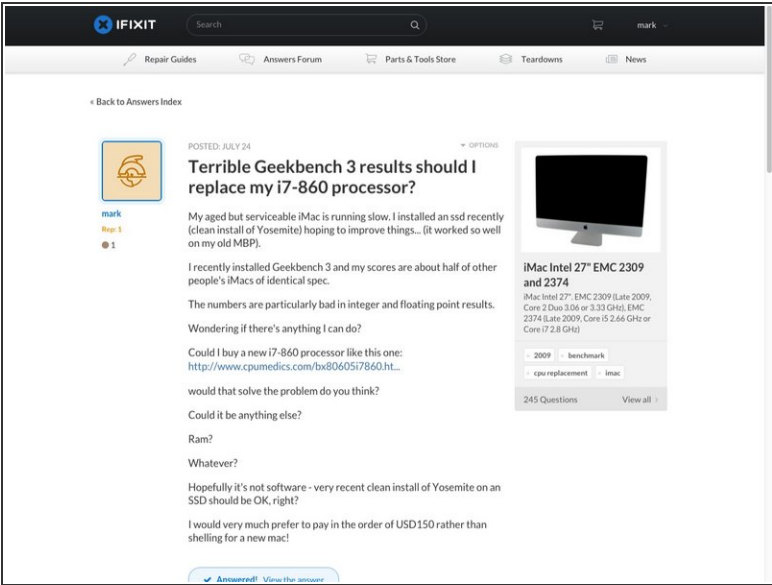 IFIXIT
Search
mark
Repair Guides
Answers Forum
Parts & Tools Store
Teardowns
News
« Back to Answers Index
POSTED: JULY 24
OPTIONS
Terrible Geekbench 3 results should I
replace my i7-860 processor?
mark
Rep: 1
1
My aged but serviceable iMac is running slow. I installed an ssd recently
(clean install of Yosemite) hoping to improve things... (it worked so well
on my old MBP).
I recently installed Geekbench 3 and my scores are about half of other
people's iMacs of identical spec.
The numbers are particularly bad in integer and floating point results.
Wondering if there's anything I can do?
Could I buy a new i7-860 processor like this one:
http://www.cpumedics.com/bx80605i7860.ht...
would that solve the problem do you think?
Could it be anything else?
Ram?
Whatever?
Hopefully it's not software - very recent clean install of Yosemite on an
SSD should be OK, right?
I would very much prefer to pay in the order of USD150 rather than
shelling for a new mac!
Answered! View the answer
iMac Intel 27" EMC 2309
and 2374
iMac Intel 27". EMC 2309 (Late 2009,
Core 2 Duo 3.06 or 3.33 GHz), EMC
2374 (Late 2009, Core i5 2.66 GHz or
Core i7 2.8 GHz)
2009
benchmark
cpu replacement
imac
245 Questions
View all